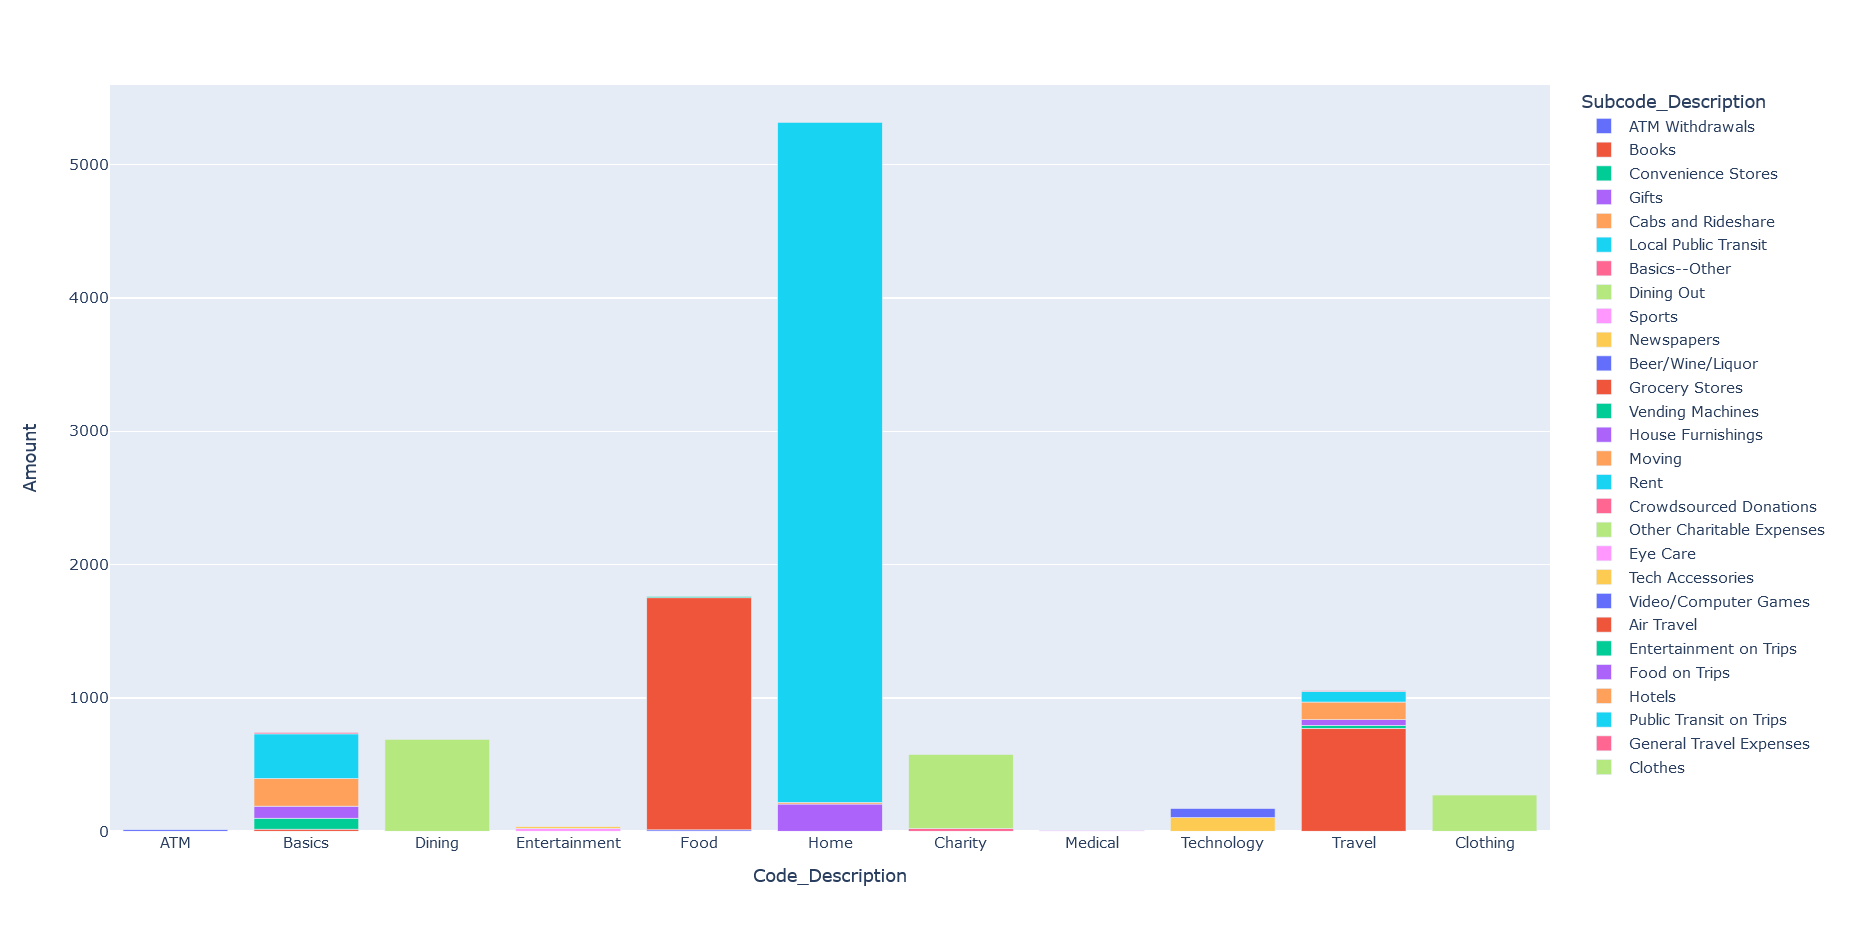 Subcode_Description
ATM Withdrawals
Books
Convenience Stores
Gifts
Cabs and Rideshare
Local Public Transit
Basics--Other
Dining Out
Sports
Newspapers
Beer/Wine/Liquor
Grocery Stores
Vending Machines
House Furnishings
Moving
Rent
Crowdsourced Donations
Other Charitable Expenses
Eye Care
Tech Accessories
Video/Computer Games
Air Travel
Entertainment on Trips
Food on Trips
Hotels
Public Transit on Trips
General Travel Expenses
Clothes
Amount
5000
4000
3000
2000
1000
0
ATM Basics Dining Entertainment Food Home Charity Medical Technology Travel Clothing
Code_Description